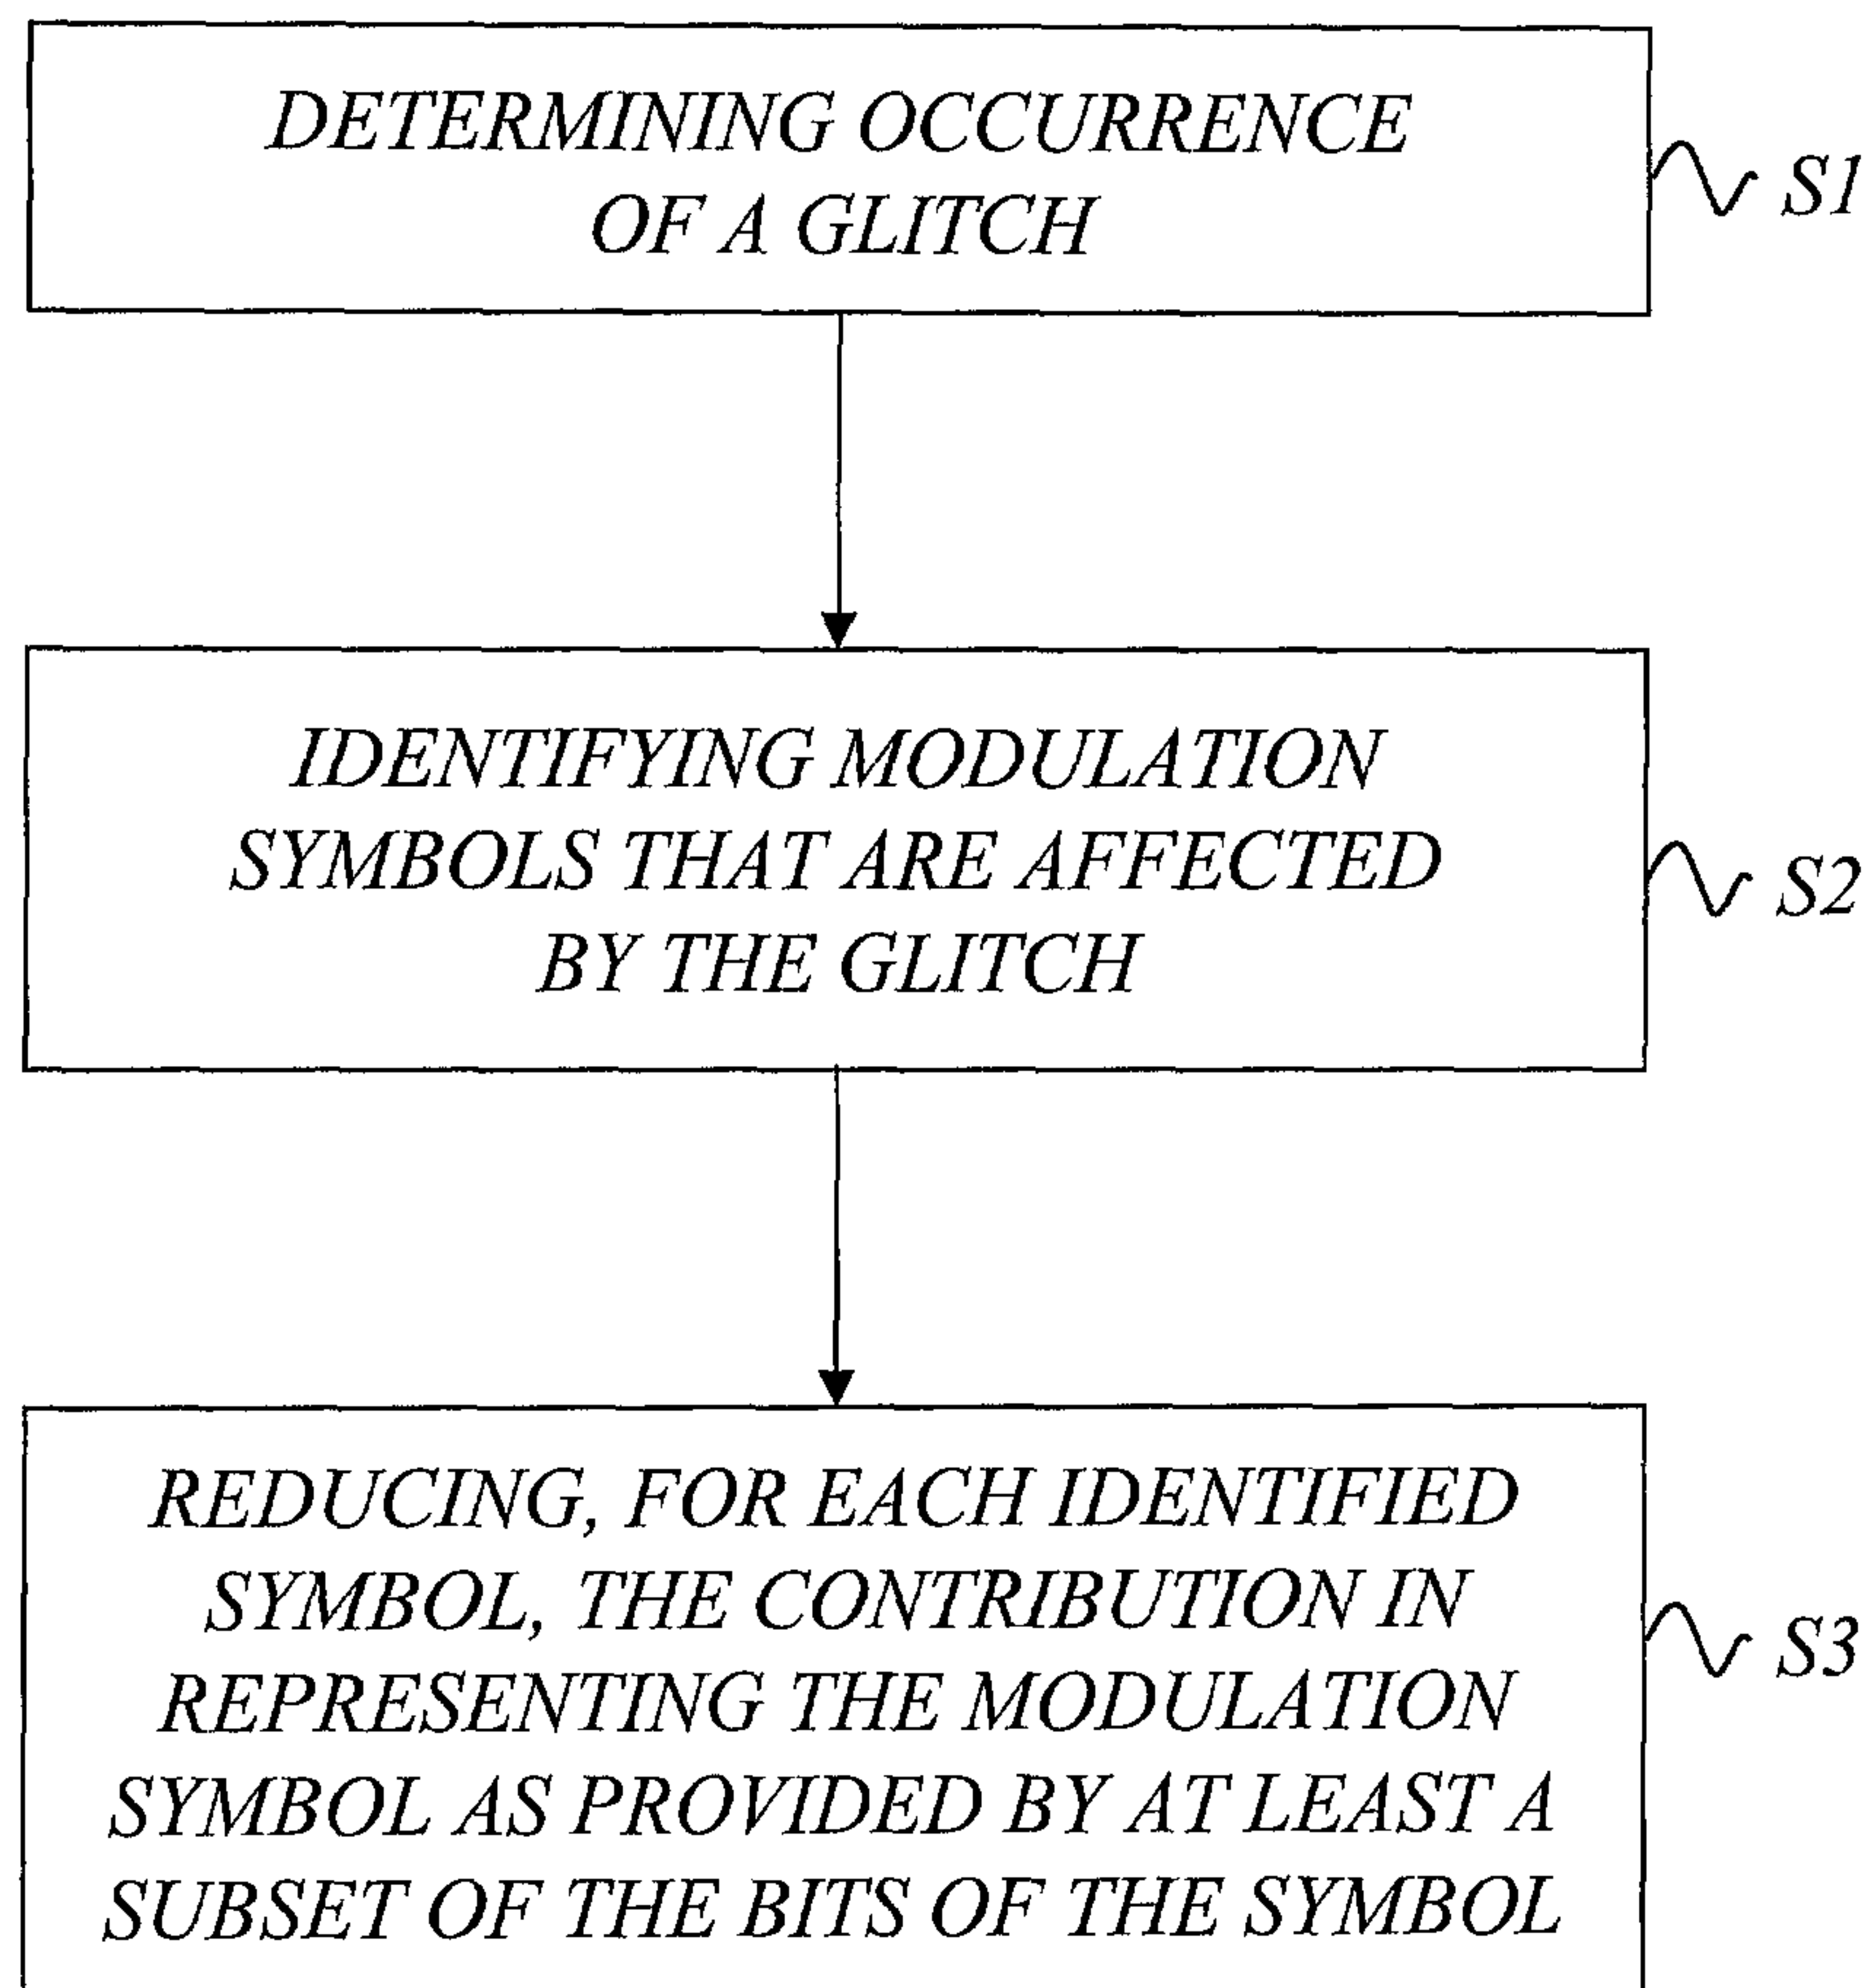 DETERMINING OCCURRENCE
OF A GLITCH
S1
IDENTIFYING MODULATION
SYMBOLS THAT ARE AFFECTED
BY THE GLITCH
S2
REDUCING, FOR EACH IDENTIFIED
SYMBOL, THE CONTRIBUTION IN
REPRESENTING THE MODULATION
SYMBOL AS PROVIDED BY AT LEAST A
SUBSET OF THE BITS OF THE SYMBOL
S3